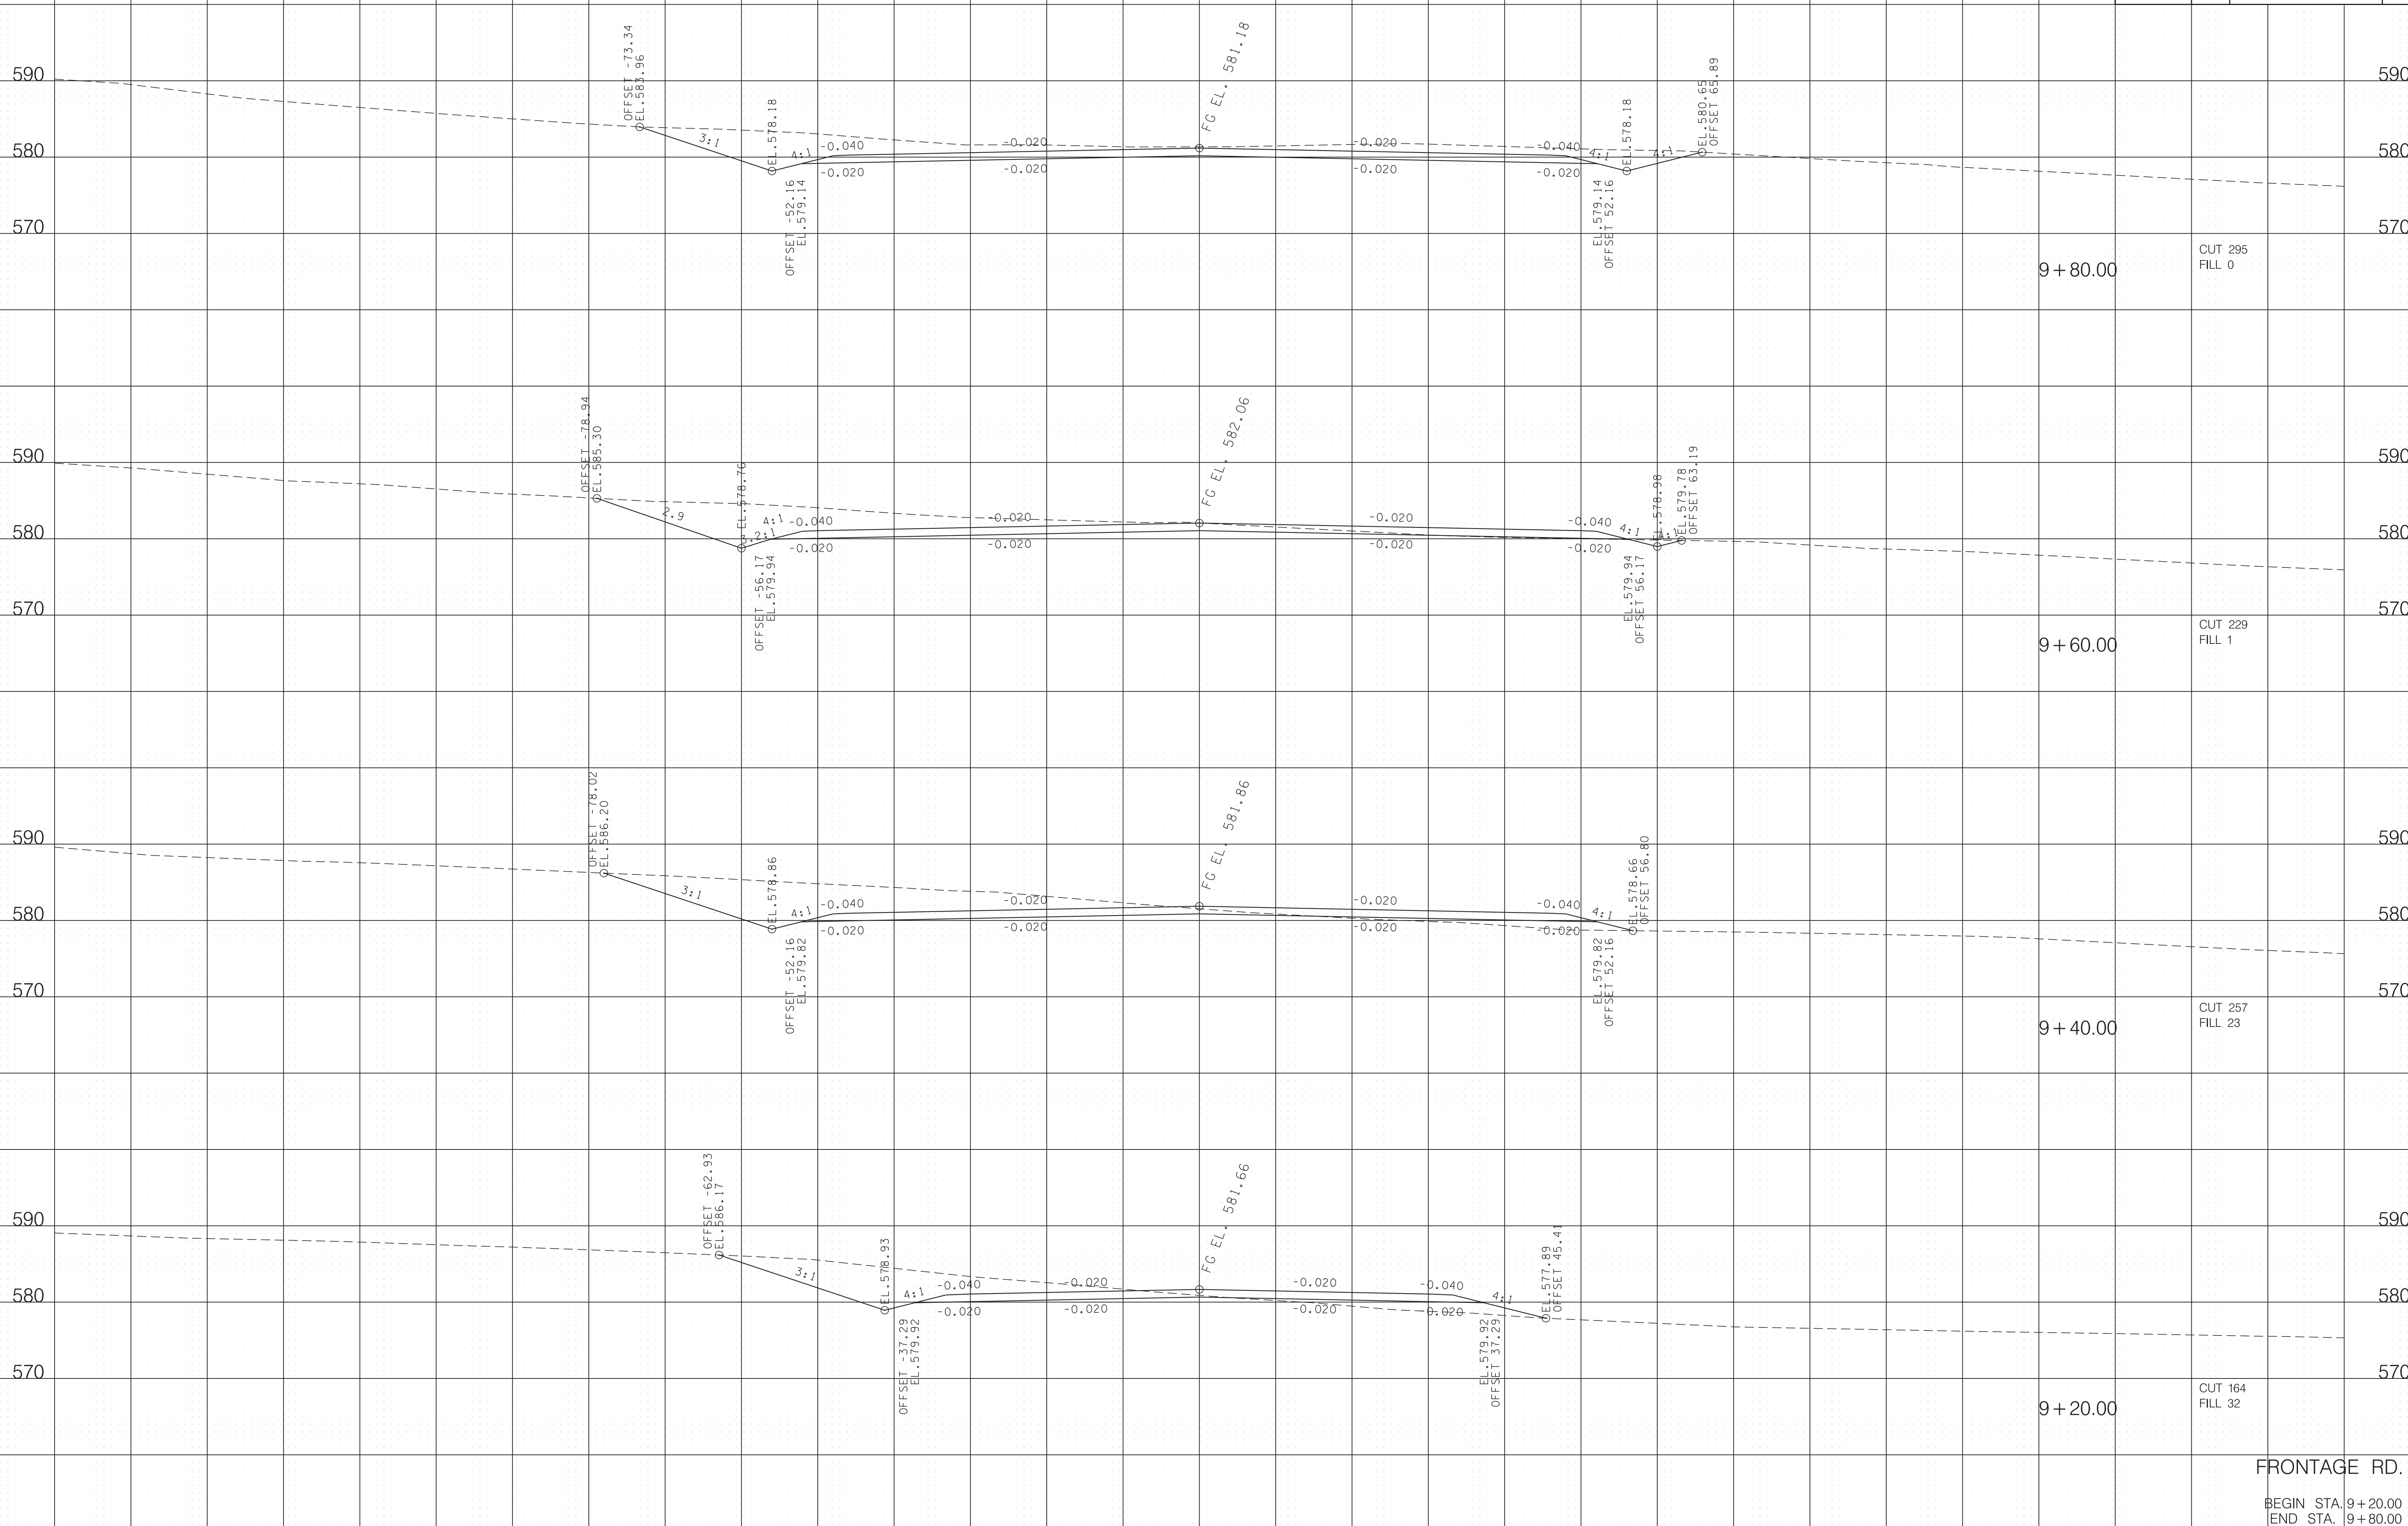 OFFSET -73.34
EL.583.96
FG EL. 581.18
EL.580.65
OFFSET 65.89
590
590
EL.578.18
EL.578.18
3:1
4:1
-0.040
-0.020
-0.020
-0.040
4:1
4:1
580
580
-0.020
-0.020
-0.020
-0.020
OFFSET -52.16
EL.579.14
EL.579.14
OFFSET 52.16
570
570
9+80.00
CUT 295
FILL 0
OFFSET -78.94
EL.585.30
FG EL. 582.06
EL.579.78
OFFSET 63.19
590
590
EL.578.76
EL.578.98
2.9
4:1
-0.040
-0.020
-0.020
-0.040
4:1
580
580
-0.020
-0.020
-0.020
-0.020
OFFSET -56.17
EL.579.94
EL.579.94
OFFSET 56.17
570
570
9+60.00
CUT 229
FILL 1
OFFSET -78.02
EL.586.20
FG EL. 581.86
590
590
EL.578.86
EL.578.66
OFFSET 56.80
3:1
4:1
-0.040
-0.020
-0.020
-0.040
4:1
580
580
-0.020
-0.020
-0.020
-0.020
OFFSET -52.16
EL.579.82
EL.579.82
OFFSET 52.16
570
570
9+40.00
CUT 257
FILL 23
OFFSET -62.93
EL.586.17
FG EL. 581.66
590
590
EL.578.93
EL.577.89
OFFSET 45.41
3:1
4:1
-0.040
-0.020
-0.020
-0.040
4:1
580
580
-0.020
-0.020
-0.020
-0.020
OFFSET -37.29
EL.579.92
EL.579.92
OFFSET 37.29
570
570
9+20.00
CUT 164
FILL 32
FRONTAGE RD.
BEGIN STA. 9+20.00
END STA. 9+80.00